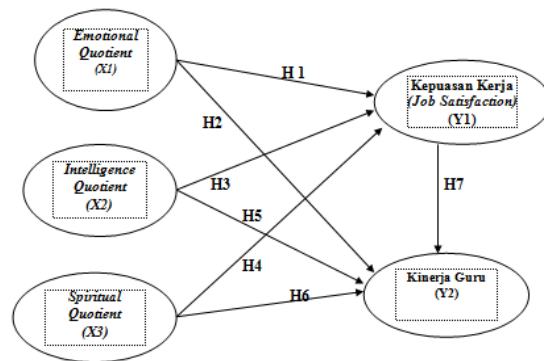 Emotional
Quotient
(X1)
H 1
Kepuasan Kerja
(Job Satisfaction)
(Y1)
H2
Intelligence
Quotient
(X2)
H3
H7
H5
H4
Spiritual
Quotient
(X3)
H6
Kinerja Guru
(Y2)